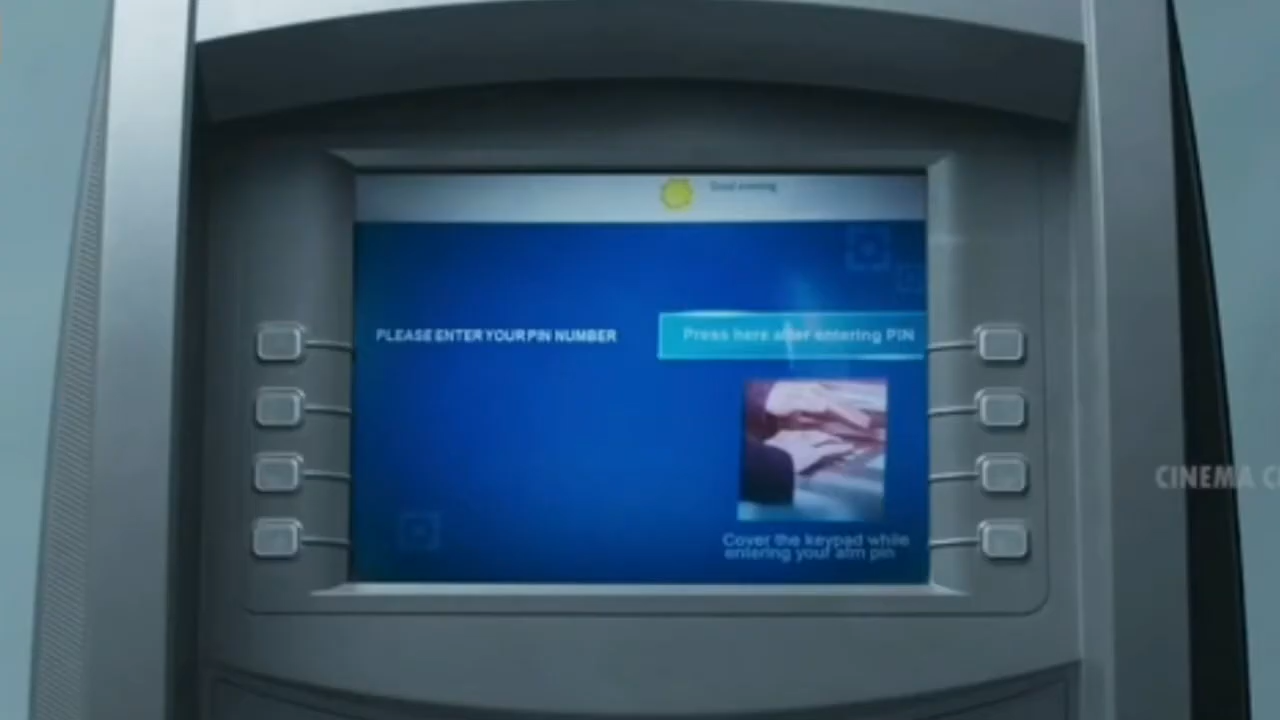 Good evening
PLEASE ENTER YOUR PIN NUMBER
Press here after entering PIN
Cover the keypad while
entering your atm pin
CINEMA